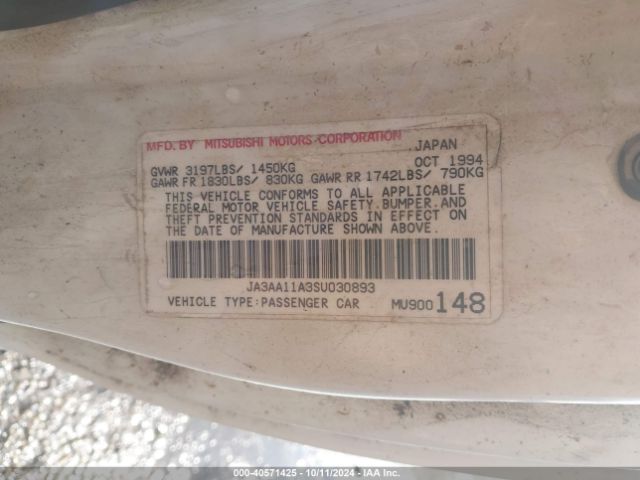 MFD. BY MITSUBISHI MOTORS CORPORATION ,JAPAN
GVWR 3197LBS/ 1450KG OCT 1994
GAWR FR 1830LBS/ 830KG GAWR RR 1742LBS/ 790KG
THIS VEHICLE CONFORMS TO ALL APPLICABLE
FEDERAL MOTOR VEHICLE SAFETY,BUMPER,AND
THEFT PREVENTION STANDARDS IN EFFECT ON
THE DATE OF MANUFACTURE SHOWN ABOVE.
JA3AA11A3SU030893
VEHICLE TYPE:PASSENGER CAR MU900148
000-40571425 - 10/11/2024 - IAA Inc.